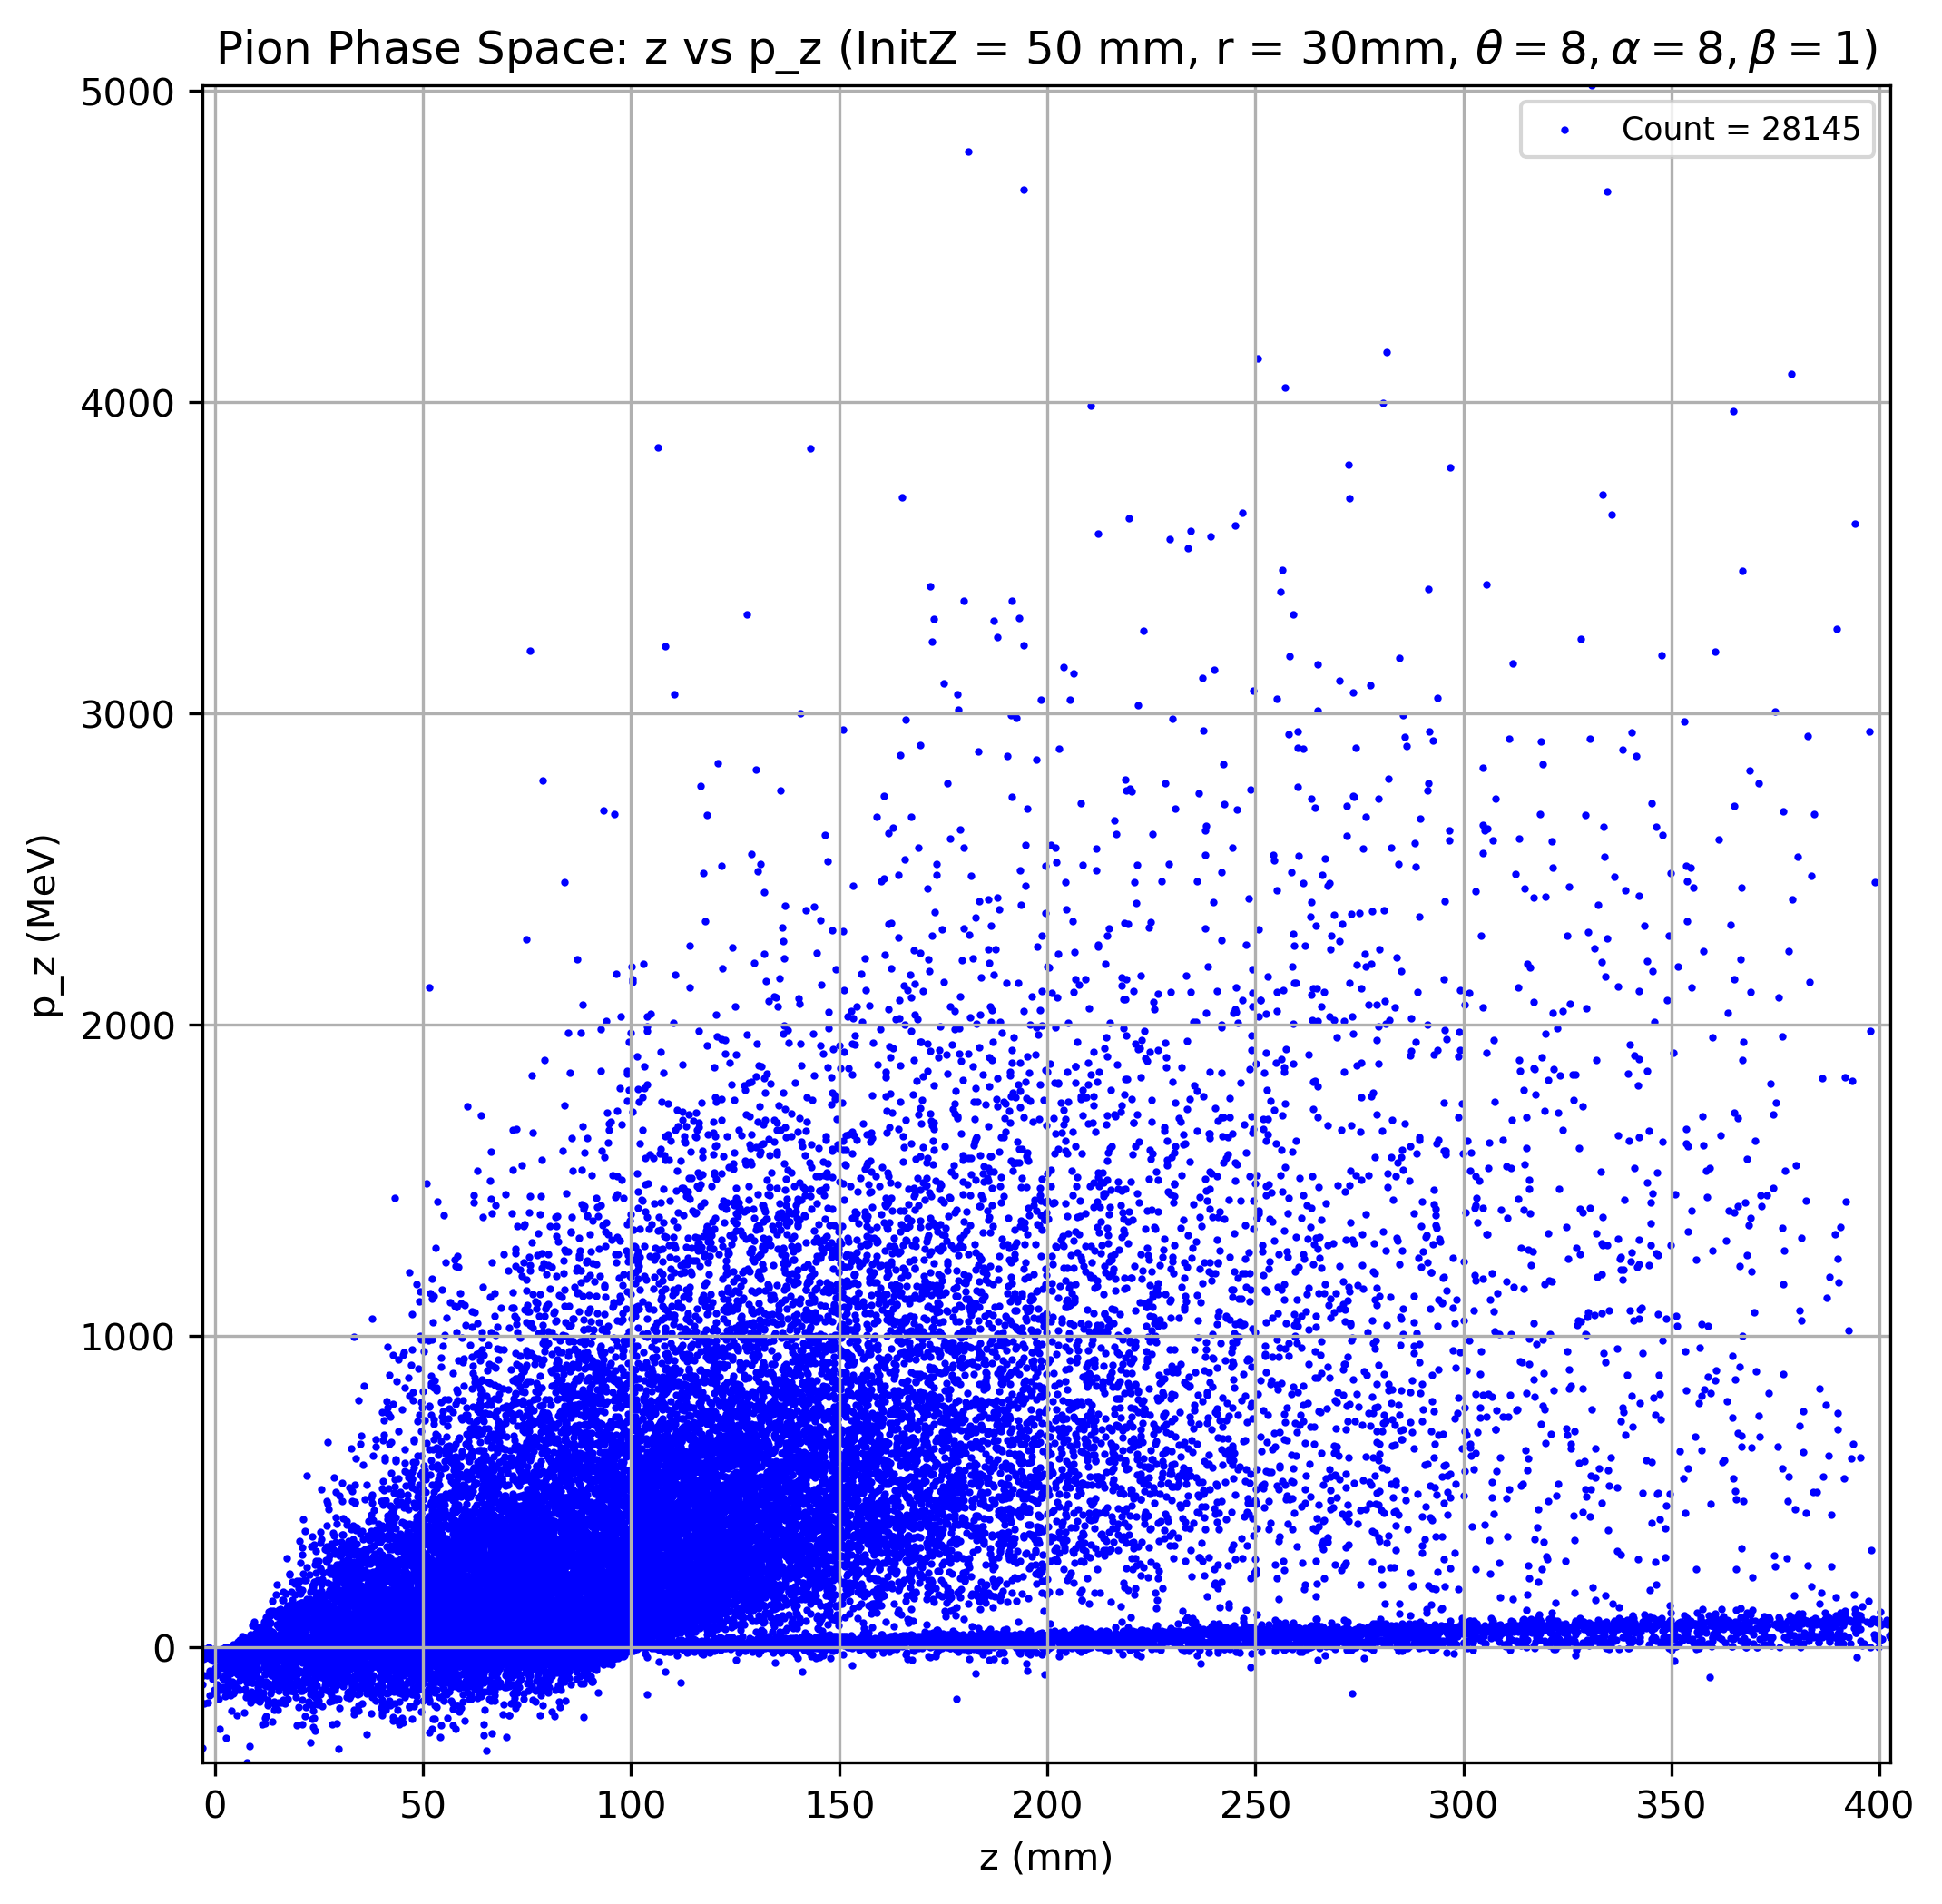 Pion Phase Space: z vs p_z (InitZ = 50 mm, r = 30mm, θ = 8, α = 8, β = 1)
Count = 28145
5000
4000
3000
2000
1000
0
p_z (MeV)
0 50 100 150 200 250 300 350 400
z (mm)